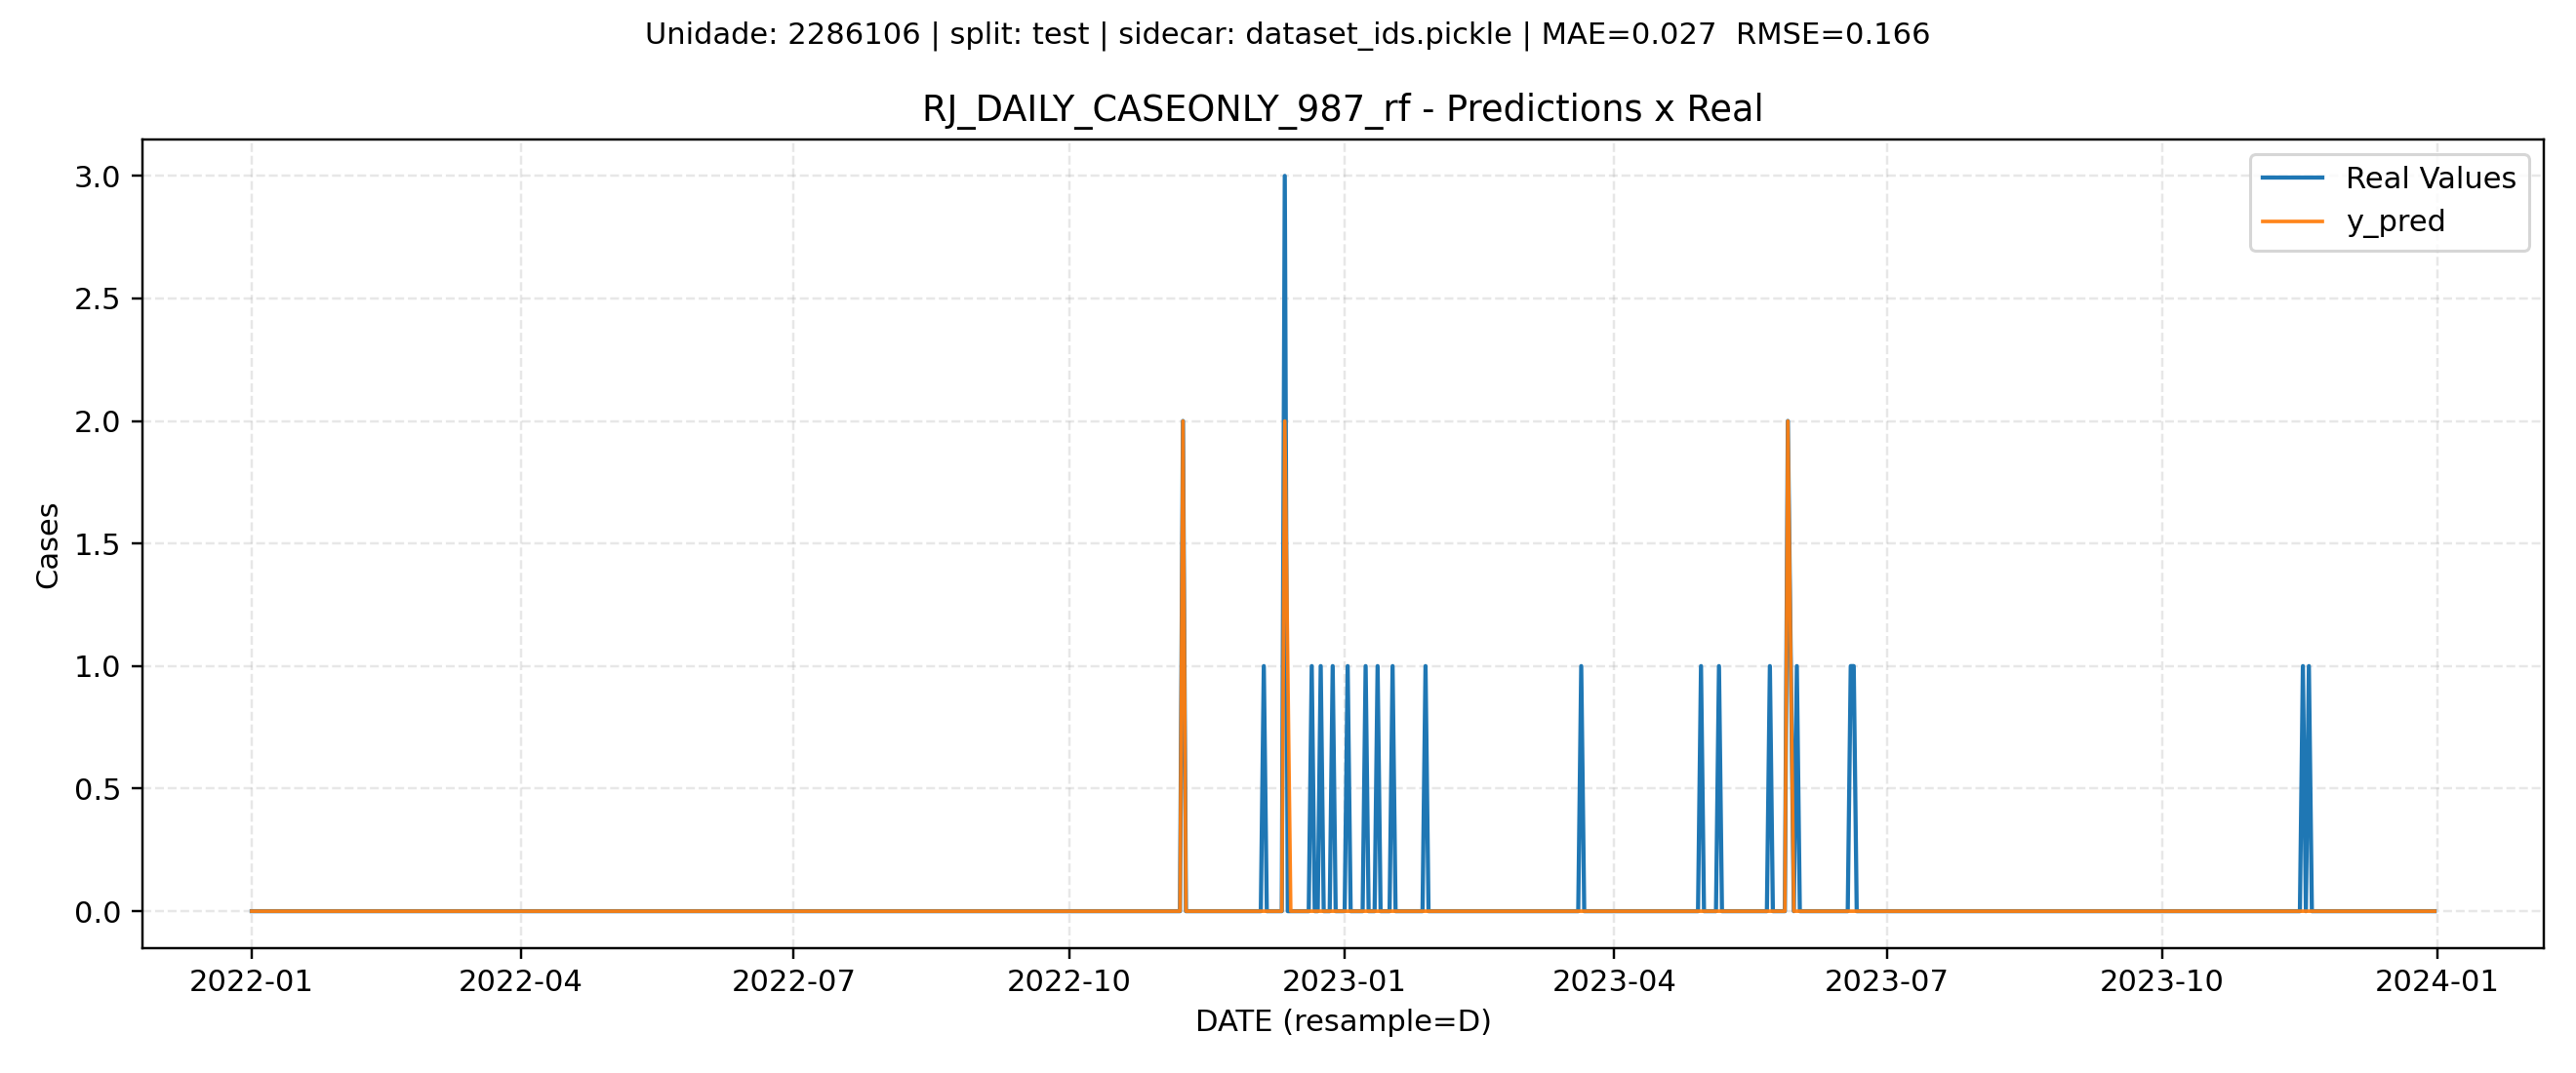 Unidade: 2286106 | split: test | sidecar: dataset_ids.pickle | MAE=0.027  RMSE=0.166
RJ_DAILY_CASEONLY_987_rf - Predictions x Real
Real Values
y_pred
3.0
2.5
2.0
1.5
1.0
0.5
0.0
Cases
2022-01
2022-04
2022-07
2022-10
2023-01
2023-04
2023-07
2023-10
2024-01
DATE (resample=D)